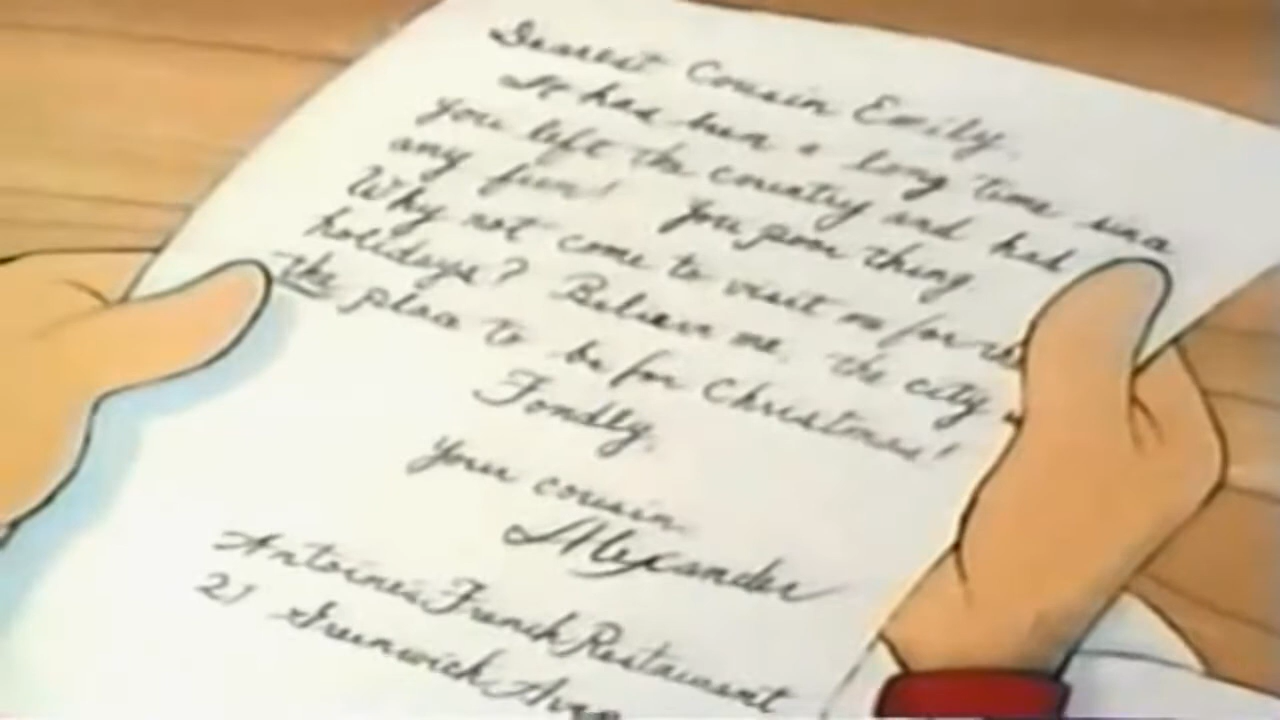 Dearest Cousin Emily,
It has been a long time since
you left the country and had
any fun! You poor thing
Why not come to visit me for
holidays? Believe me, the city
the place to be for Christmas!
Fondly,
Your cousin
Alexander
Antoine's French Restaurant
21 Greenwich